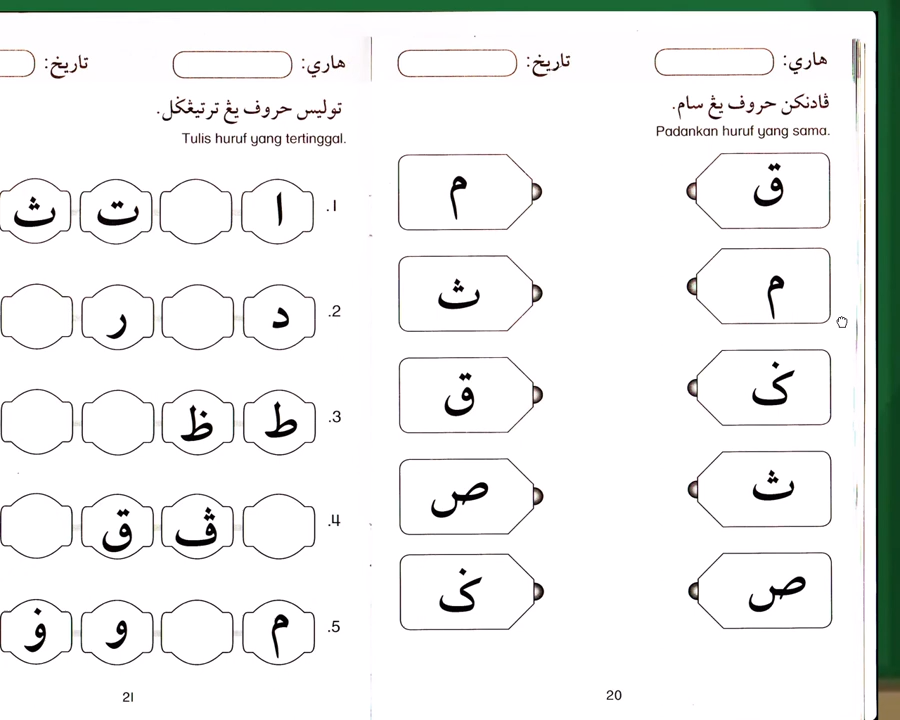 هاري:
تاريخ:
ڤادنکن حروف يڠ سام.
Padankan huruf yang sama.
ق
م
م
ث
ݢ
ق
ث
ص
ص
ݢ
20
هاري:
تاريخ:
توليس حروف يڠ ترتيڠݢل.
Tulis huruf yang tertinggal.
1. ا ت ث
2. د ر
3. ط ظ
4. ڤ ق
5. م و ۏ
21